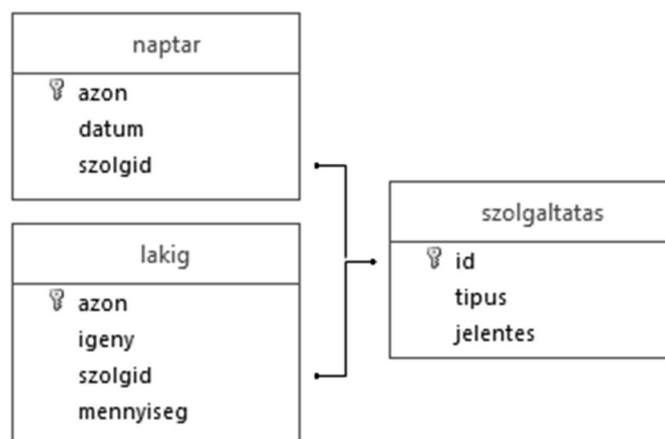 naptar
azon
datum
szolgid
lakig
azon
igeny
szolgid
mennyiseg
szolgaltatas
id
tipus
jelentes